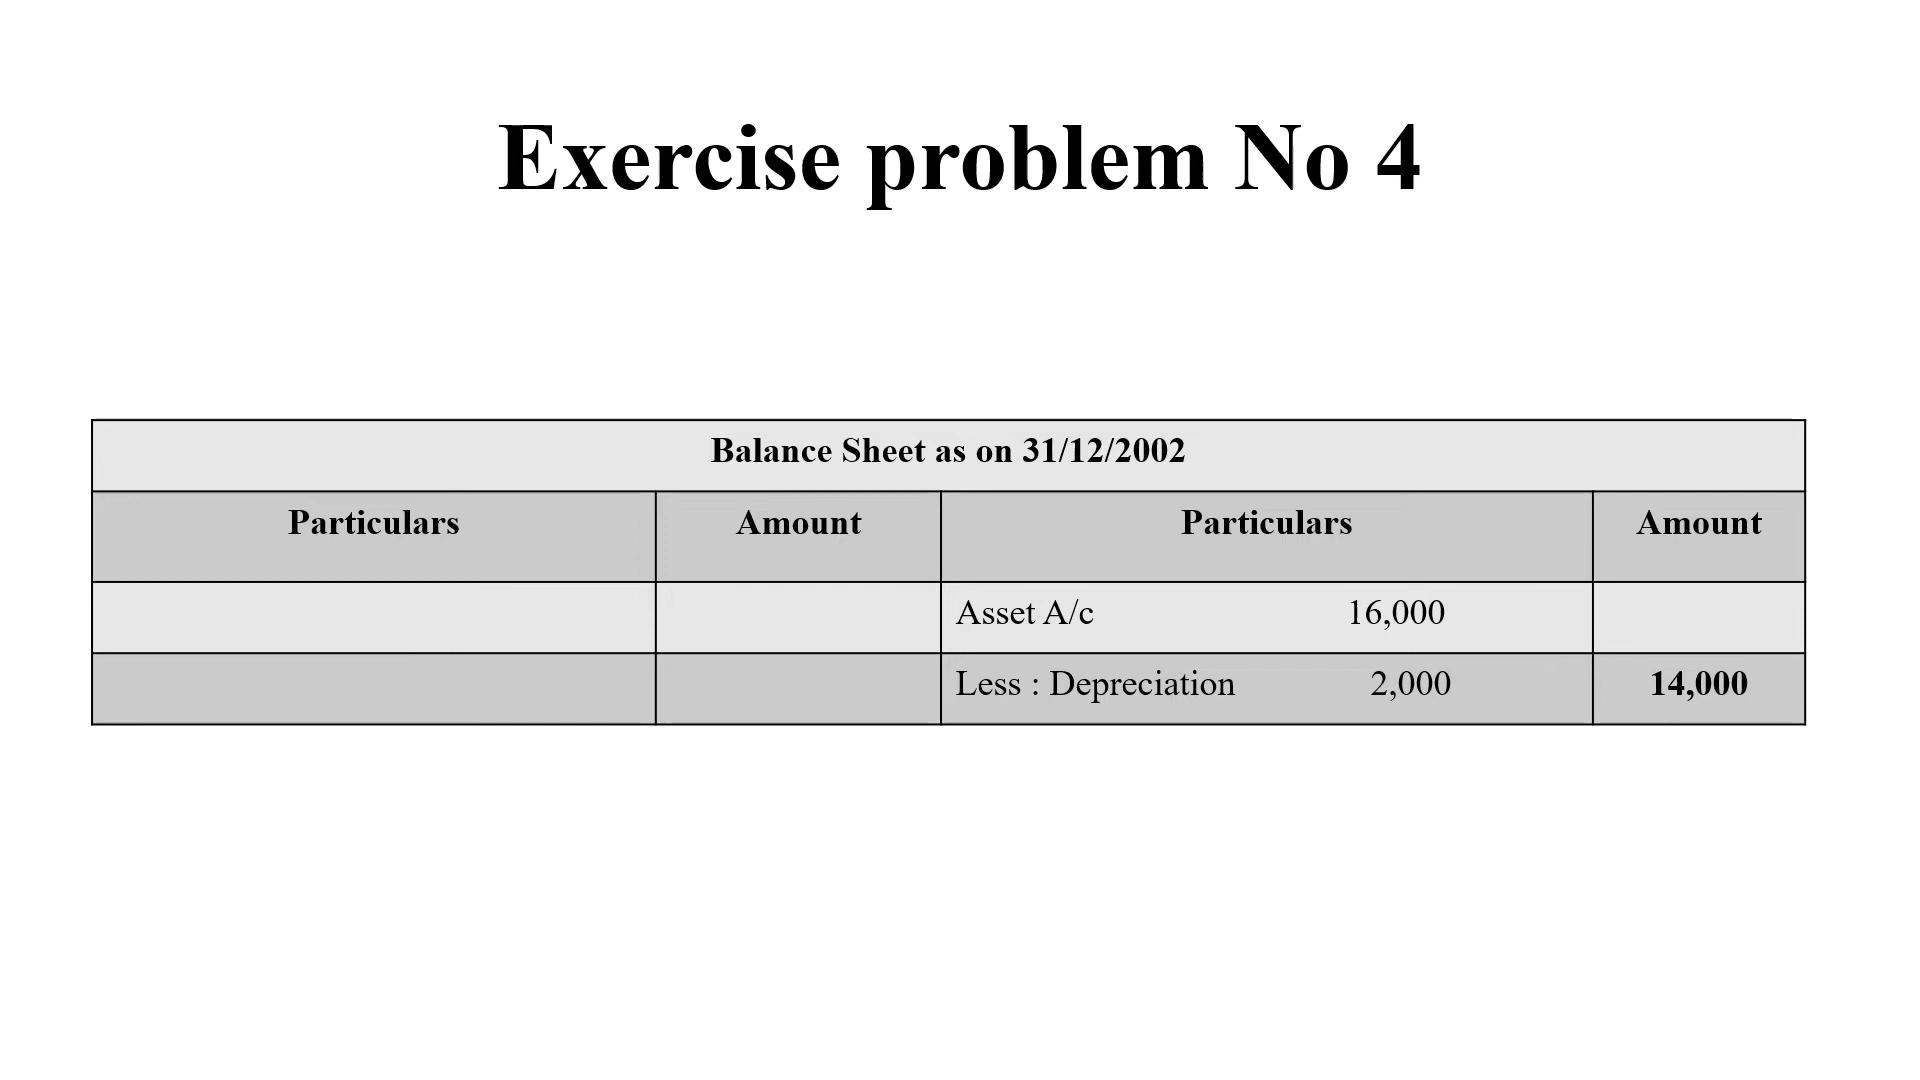 Exercise problem No 4
Balance Sheet as on 31/12/2002
Particulars Amount Particulars Amount
Asset A/c 16,000
Less : Depreciation 2,000 14,000